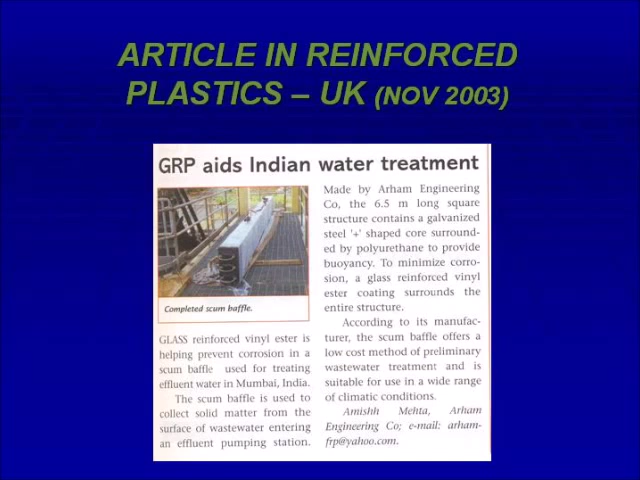 ARTICLE IN REINFORCED
PLASTICS – UK (NOV 2003)
GRP aids Indian water treatment
Completed scum baffle.
GLASS reinforced vinyl ester is
helping prevent corrosion in a
scum baffle used for treating
effluent water in Mumbai, India.
The scum baffle is used to
collect solid matter from the
surface of wastewater entering
an effluent pumping station.
Made by Arham Engineering
Co, the 6.5 m long square
structure contains a galvanized
steel '+' shaped core surround-
ed by polyurethane to provide
buoyancy. To minimize corro-
sion, a glass reinforced vinyl
ester coating surrounds the
entire structure.
According to its manufac-
turer, the scum baffle offers a
low cost method of preliminary
wastewater treatment and is
suitable for use in a wide range
of climatic conditions.
Amishh Mehta, Arham
Engineering Co; e-mail: arham-
frp@yahoo.com.